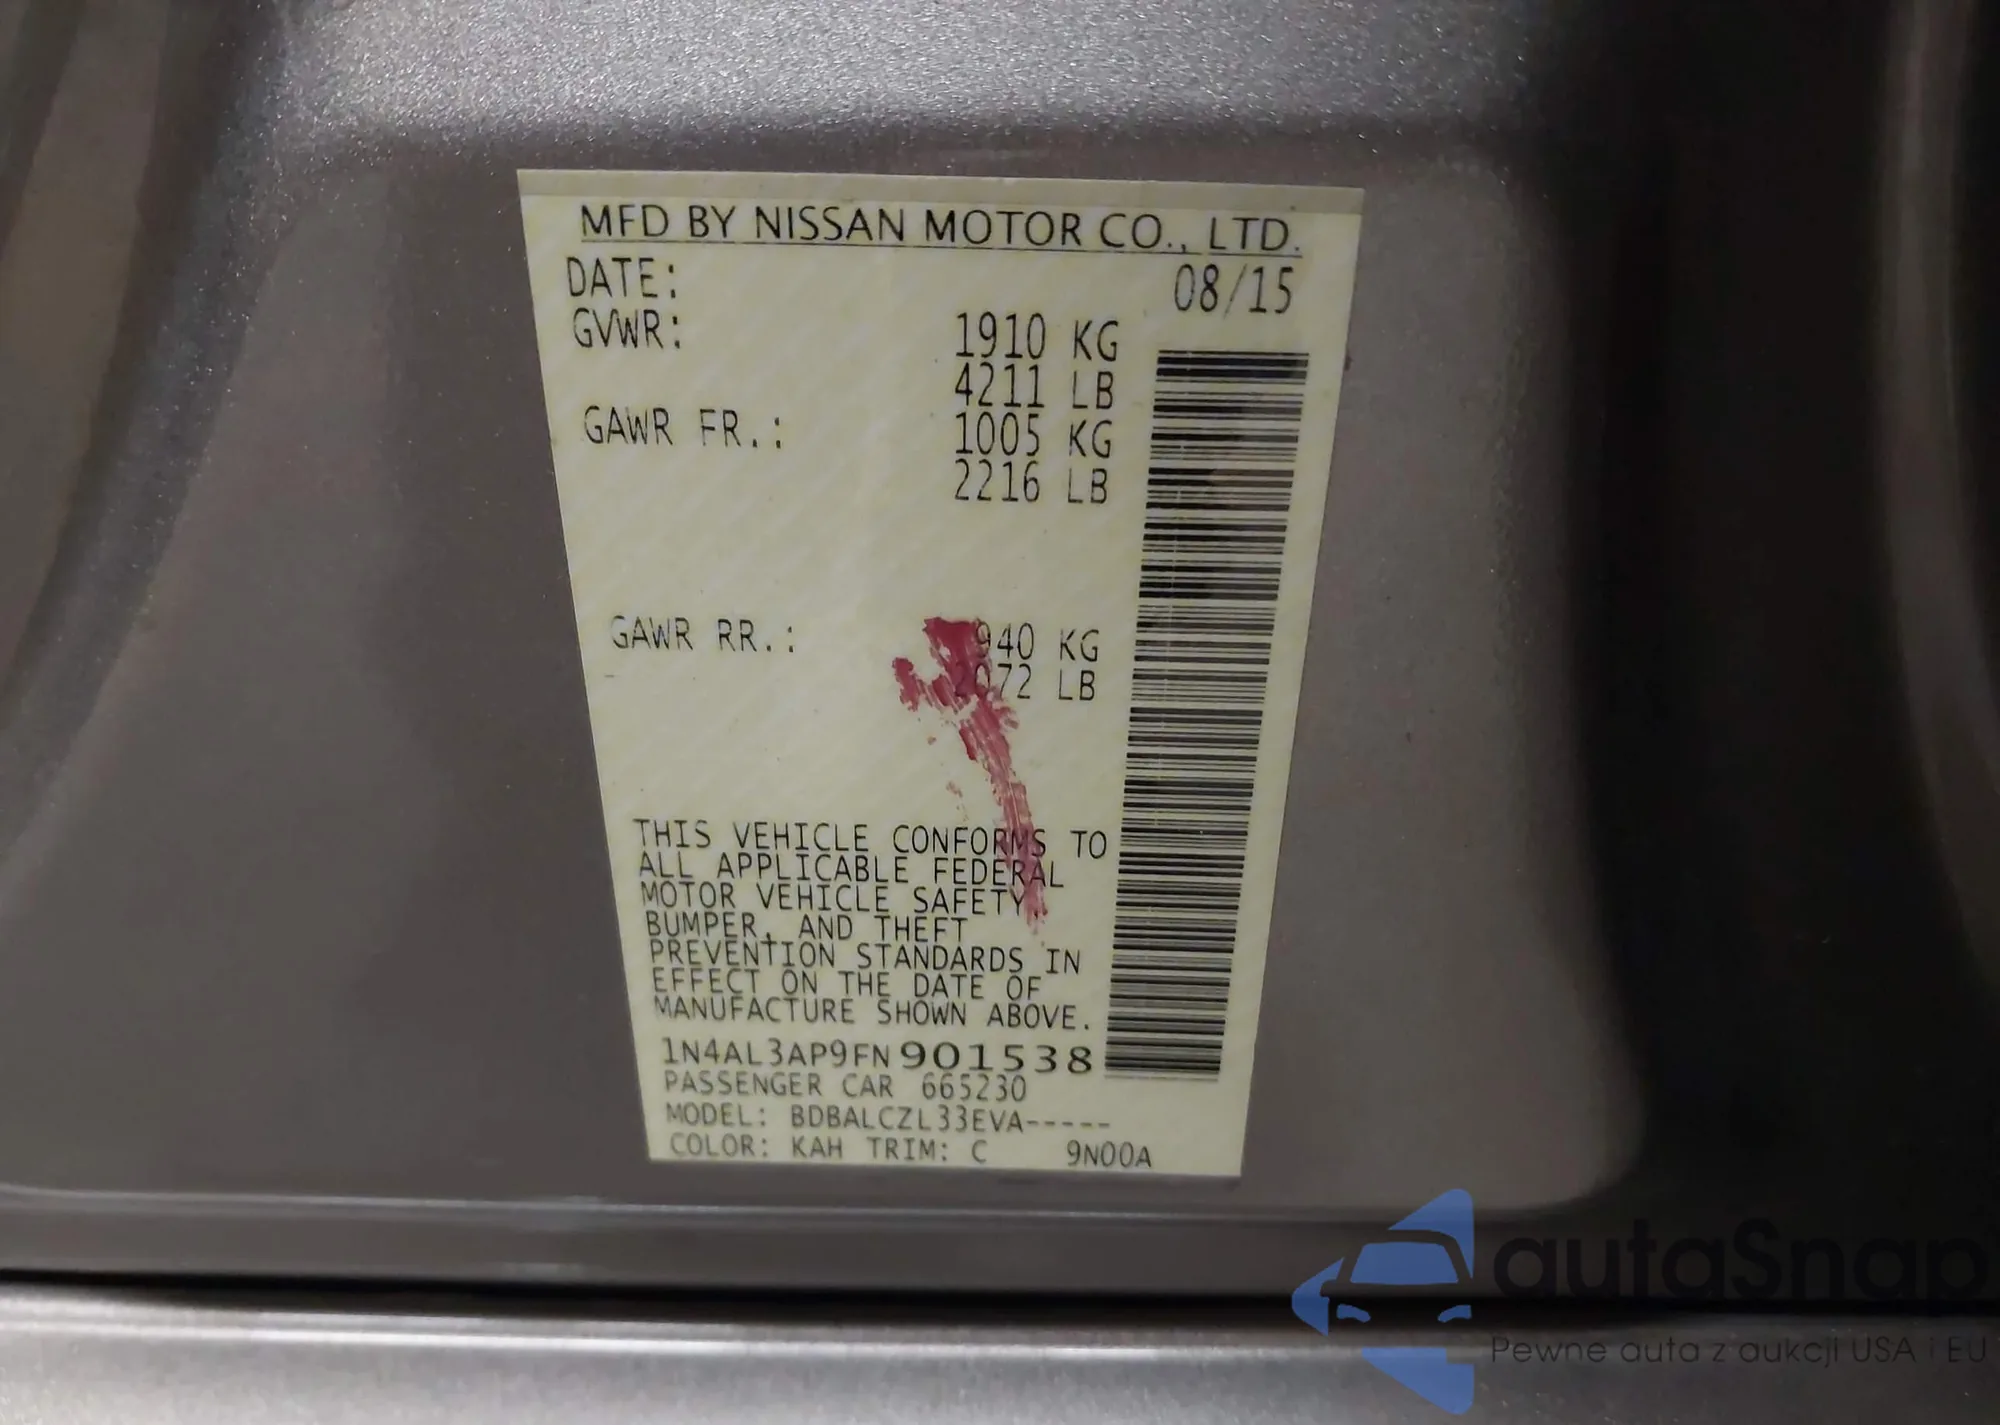 MFD BY NISSAN MOTOR CO., LTD.
DATE: 08/15
GVWR: 1910 KG
4211 LB
GAWR FR.: 1005 KG
2216 LB
GAWR RR.: 940 KG
2072 LB
THIS VEHICLE CONFORMS TO
ALL APPLICABLE FEDERAL
MOTOR VEHICLE SAFETY,
BUMPER, AND THEFT
PREVENTION STANDARDS IN
EFFECT ON THE DATE OF
MANUFACTURE SHOWN ABOVE.
1N4AL3AP9FN901538
PASSENGER CAR 665230
MODEL: BDBALCZL33EVA-----
COLOR: KAH TRIM: C 9N00A
autaSnap
Pewne auta z aukcji USA i EU